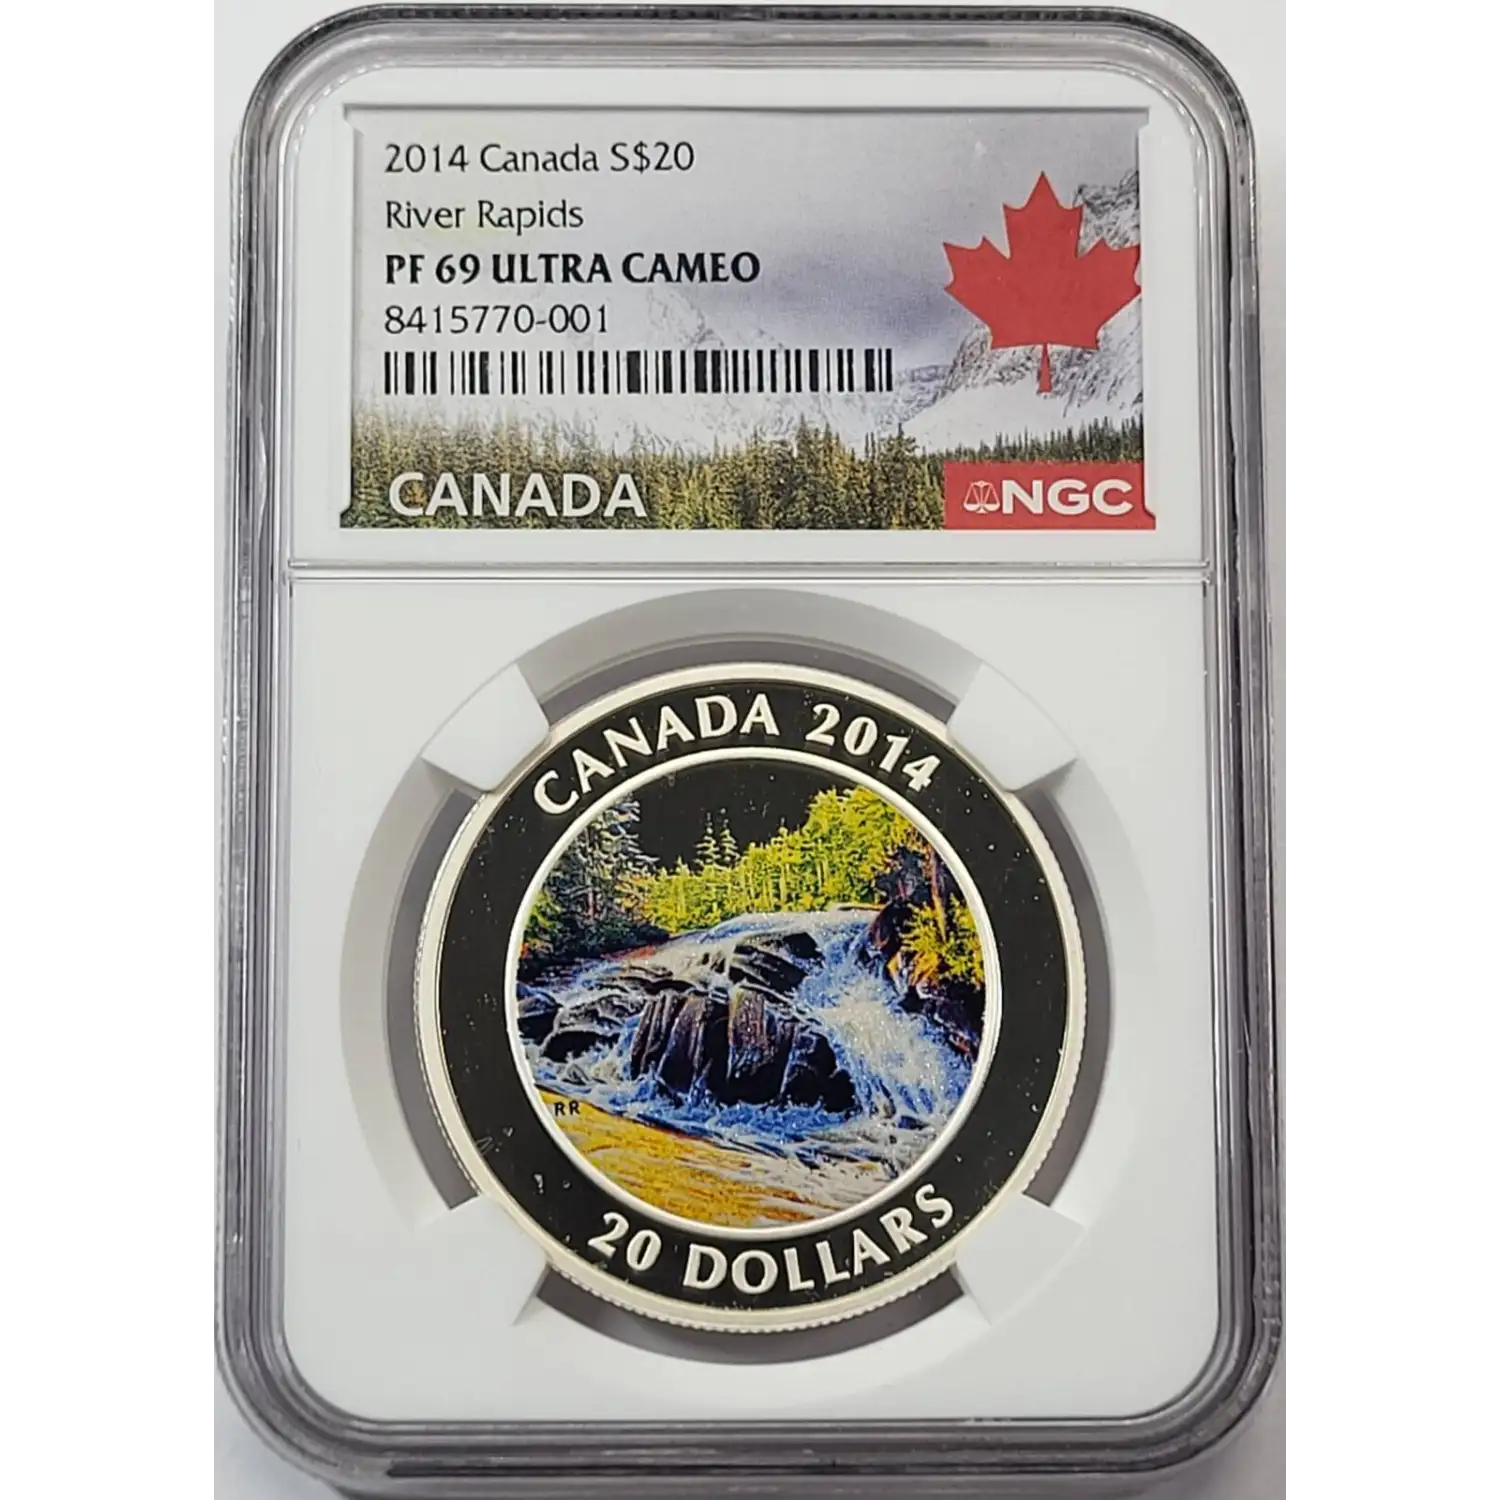 2014 Canada S$20
River Rapids
PF 69 ULTRA CAMEO
8415770-001
CANADA
NGC
CANADA 2014
RR
20 DOLLARS